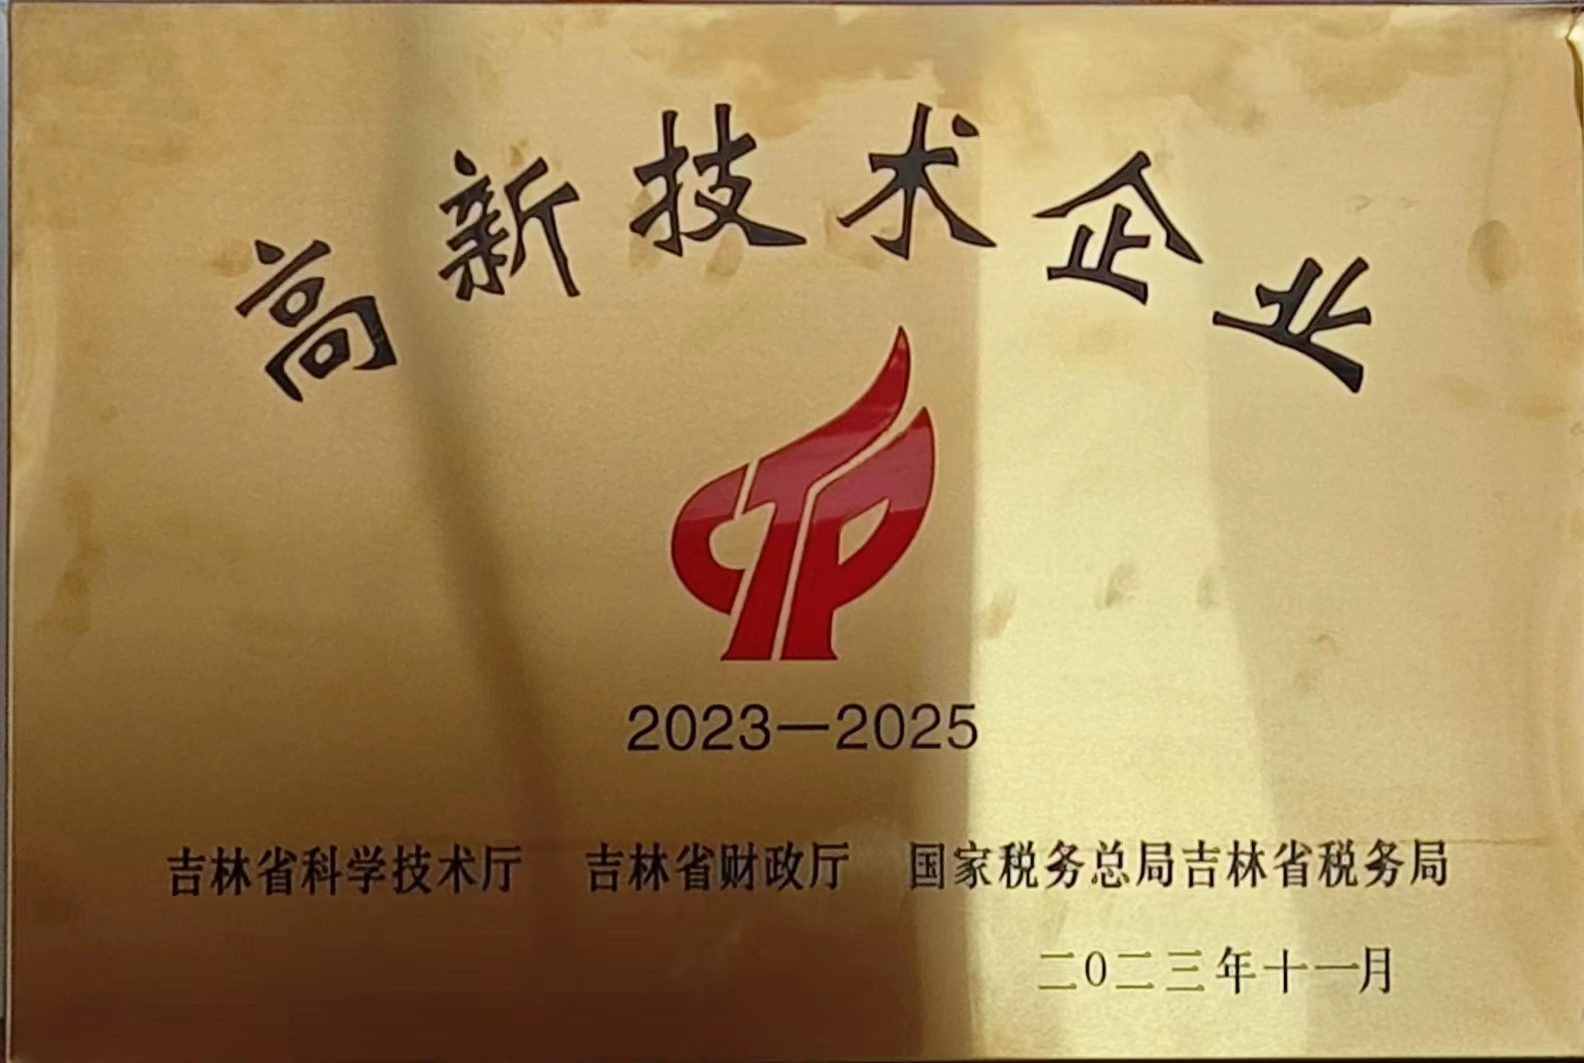 高新技术企业
2023—2025
吉林省科学技术厅 吉林省财政厅 国家税务总局吉林省税务局
二〇二三年十一月